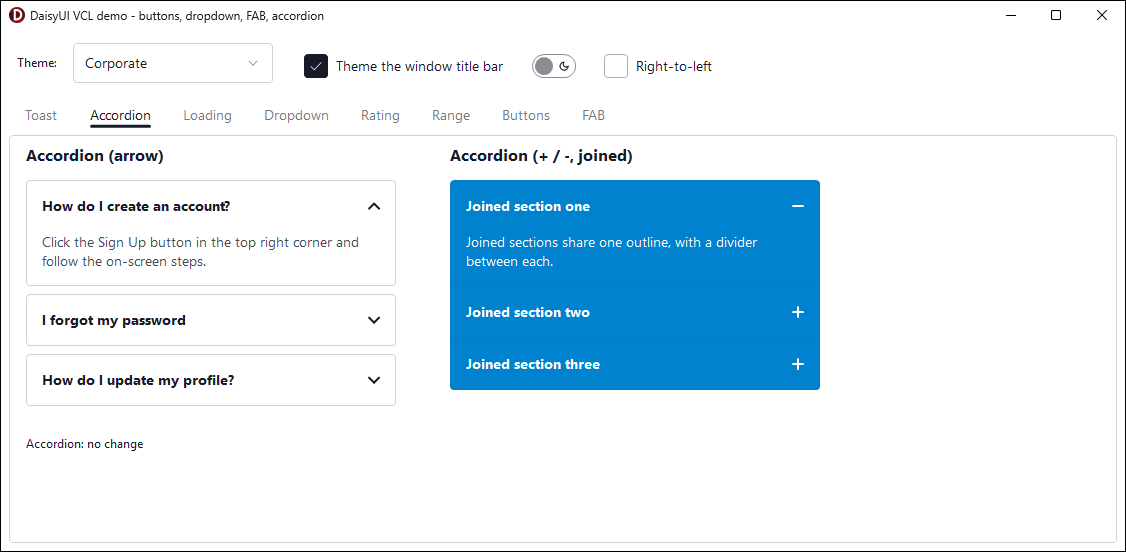 DaisyUI VCL demo - buttons, dropdown, FAB, accordion
Theme: Corporate Theme the window title bar Right-to-left
Toast Accordion Loading Dropdown Rating Range Buttons FAB
Accordion (arrow)
How do I create an account?
Click the Sign Up button in the top right corner and
follow the on-screen steps.
I forgot my password
How do I update my profile?
Accordion: no change
Accordion (+ / -, joined)
Joined section one
Joined sections share one outline, with a divider
between each.
Joined section two
Joined section three